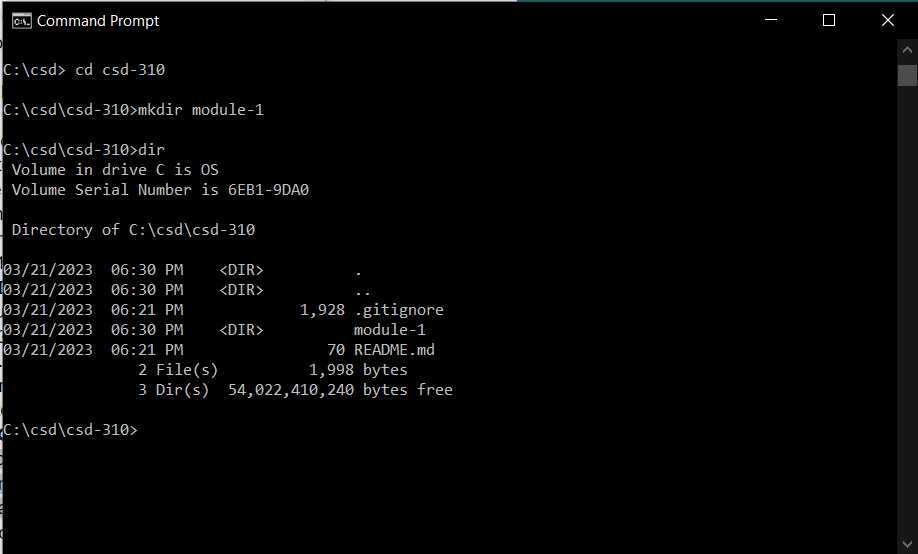 Command Prompt
C:\csd> cd csd-310
C:\csd\csd-310>mkdir module-1
C:\csd\csd-310>dir
 Volume in drive C is OS
 Volume Serial Number is 6EB1-9DA0
 Directory of C:\csd\csd-310
03/21/2023  06:30 PM    <DIR>          .
03/21/2023  06:30 PM    <DIR>          ..
03/21/2023  06:21 PM             1,928 .gitignore
03/21/2023  06:30 PM    <DIR>          module-1
03/21/2023  06:21 PM                70 README.md
               2 File(s)          1,998 bytes
               3 Dir(s)  54,022,410,240 bytes free
C:\csd\csd-310>